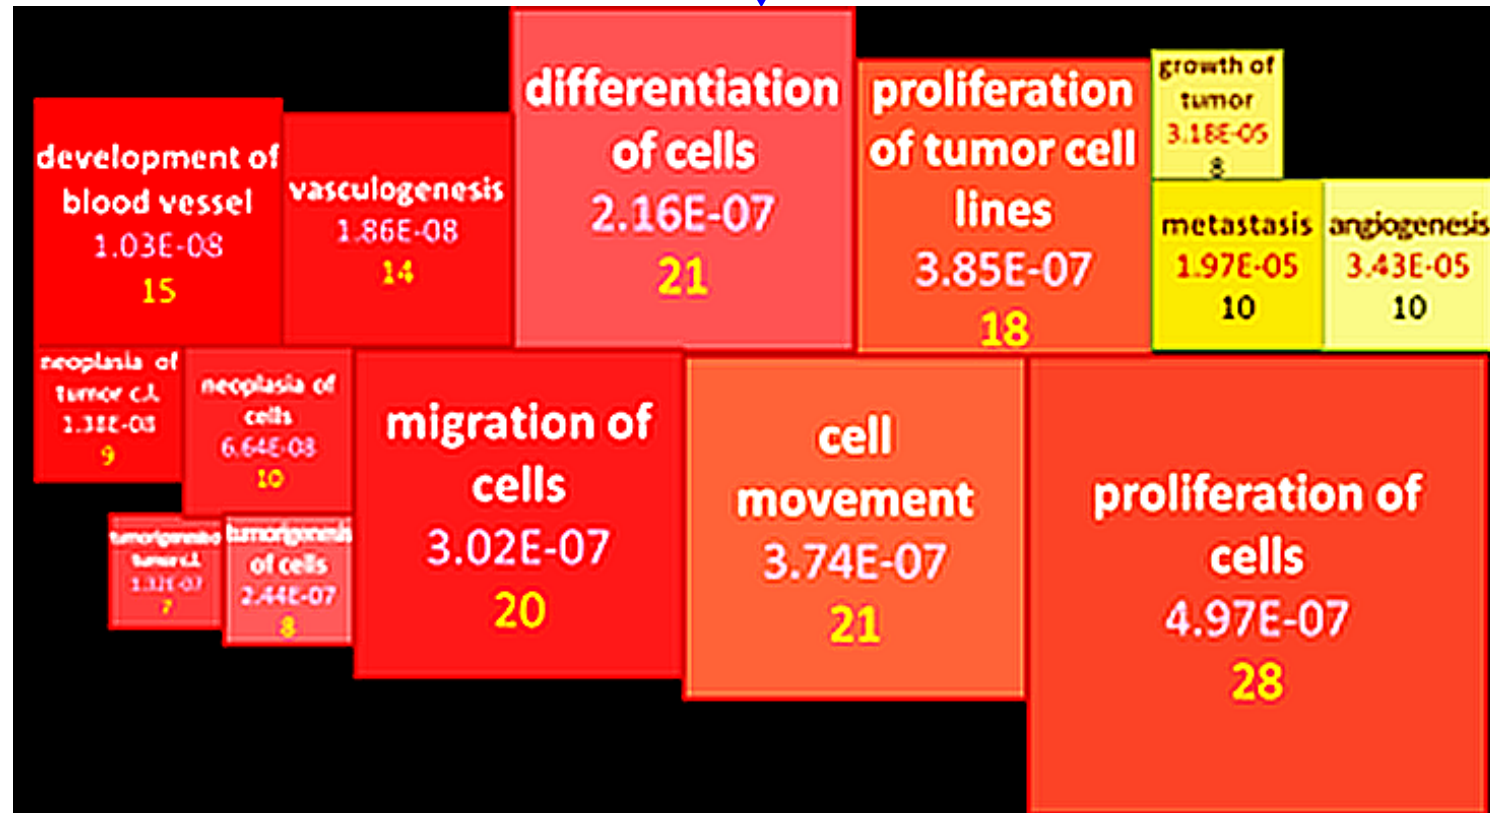 development of
blood vessel
1.03E-08
15
vasculogenesis
1.86E-08
14
differentiation
of cells
2.16E-07
21
proliferation
of tumor cell
lines
3.85E-07
18
growth of
tumor
3.18E-05
8
metastasis
1.97E-05
10
angiogenesis
3.43E-05
10
neoplasia of
tumor c.l.
1.38E-08
9
neoplasia of
cells
6.64E-08
10
tumor c.l.
1.32E-07
7
tumorigenesis
of cells
2.44E-07
8
migration of
cells
3.02E-07
20
cell
movement
3.74E-07
21
proliferation of
cells
4.97E-07
28